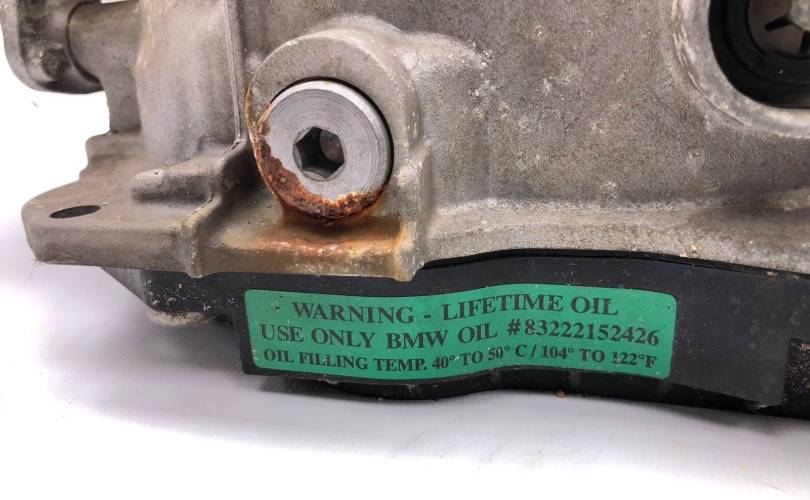 WARNING - LIFETIME OIL
USE ONLY BMW OIL #83222152426
OIL FILLING TEMP. 40° TO 50° C / 104° TO 122°F